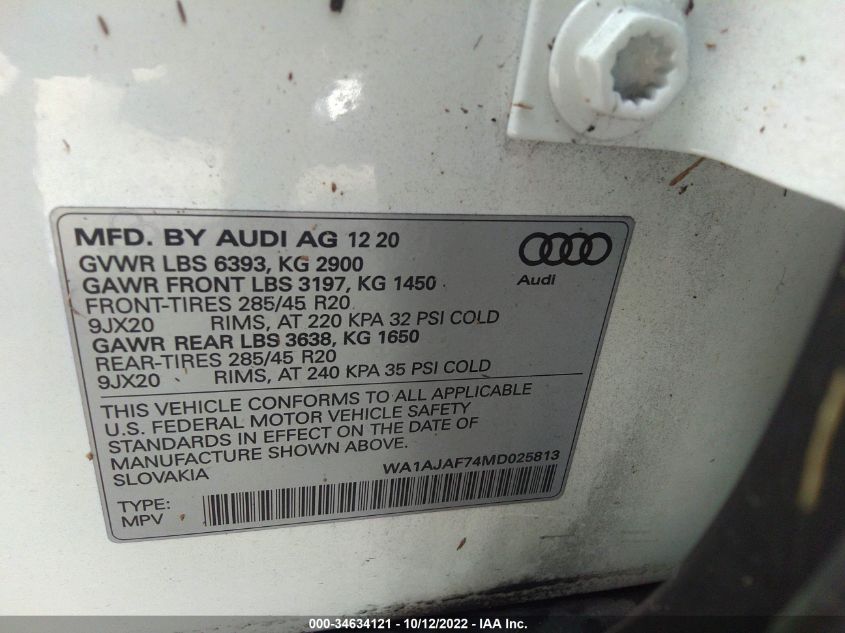 MFD. BY AUDI AG 12 20
GVWR LBS 6393, KG 2900
GAWR FRONT LBS 3197, KG 1450
FRONT-TIRES 285/45 R20
9JX20 RIMS, AT 220 KPA 32 PSI COLD
GAWR REAR LBS 3638, KG 1650
REAR-TIRES 285/45 R20
9JX20 RIMS, AT 240 KPA 35 PSI COLD
Audi
THIS VEHICLE CONFORMS TO ALL APPLICABLE
U.S. FEDERAL MOTOR VEHICLE SAFETY
STANDARDS IN EFFECT ON THE DATE OF
MANUFACTURE SHOWN ABOVE.
SLOVAKIA
WA1AJAF74MD025813
TYPE:
MPV
000-34634121 - 10/12/2022 - IAA Inc.